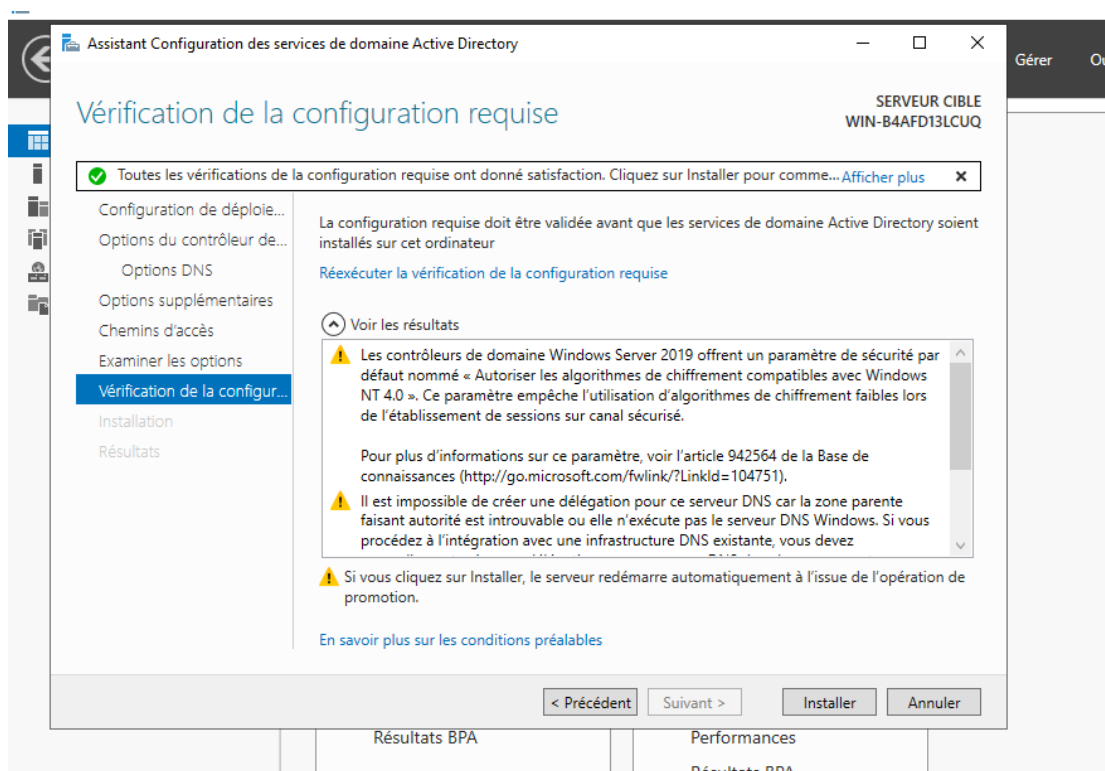 Assistant Configuration des services de domaine Active Directory
Gérer
Vérification de la configuration requise
SERVEUR CIBLE
WIN-B4AFD13LCUQ
Toutes les vérifications de la configuration requise ont donné satisfaction. Cliquez sur Installer pour comme... Afficher plus
Configuration de déploie...
Options du contrôleur de...
Options DNS
Options supplémentaires
Chemins d'accès
Examiner les options
Vérification de la configur...
Installation
Résultats
La configuration requise doit être validée avant que les services de domaine Active Directory soient
installés sur cet ordinateur
Réexécuter la vérification de la configuration requise
Voir les résultats
Les contrôleurs de domaine Windows Server 2019 offrent un paramètre de sécurité par
défaut nommé « Autoriser les algorithmes de chiffrement compatibles avec Windows
NT 4.0 ». Ce paramètre empêche l'utilisation d'algorithmes de chiffrement faibles lors
de l'établissement de sessions sur canal sécurisé.
Pour plus d'informations sur ce paramètre, voir l'article 942564 de la Base de
connaissances (http://go.microsoft.com/fwlink/?LinkId=104751).
Il est impossible de créer une délégation pour ce serveur DNS car la zone parente
faisant autorité est introuvable ou elle n'exécute pas le serveur DNS Windows. Si vous
procédez à l'intégration avec une infrastructure DNS existante, vous devez
Si vous cliquez sur Installer, le serveur redémarre automatiquement à l'issue de l'opération de
promotion.
En savoir plus sur les conditions préalables
< Précédent
Suivant >
Installer
Annuler
Résultats BPA
Performances
Résultats BPA